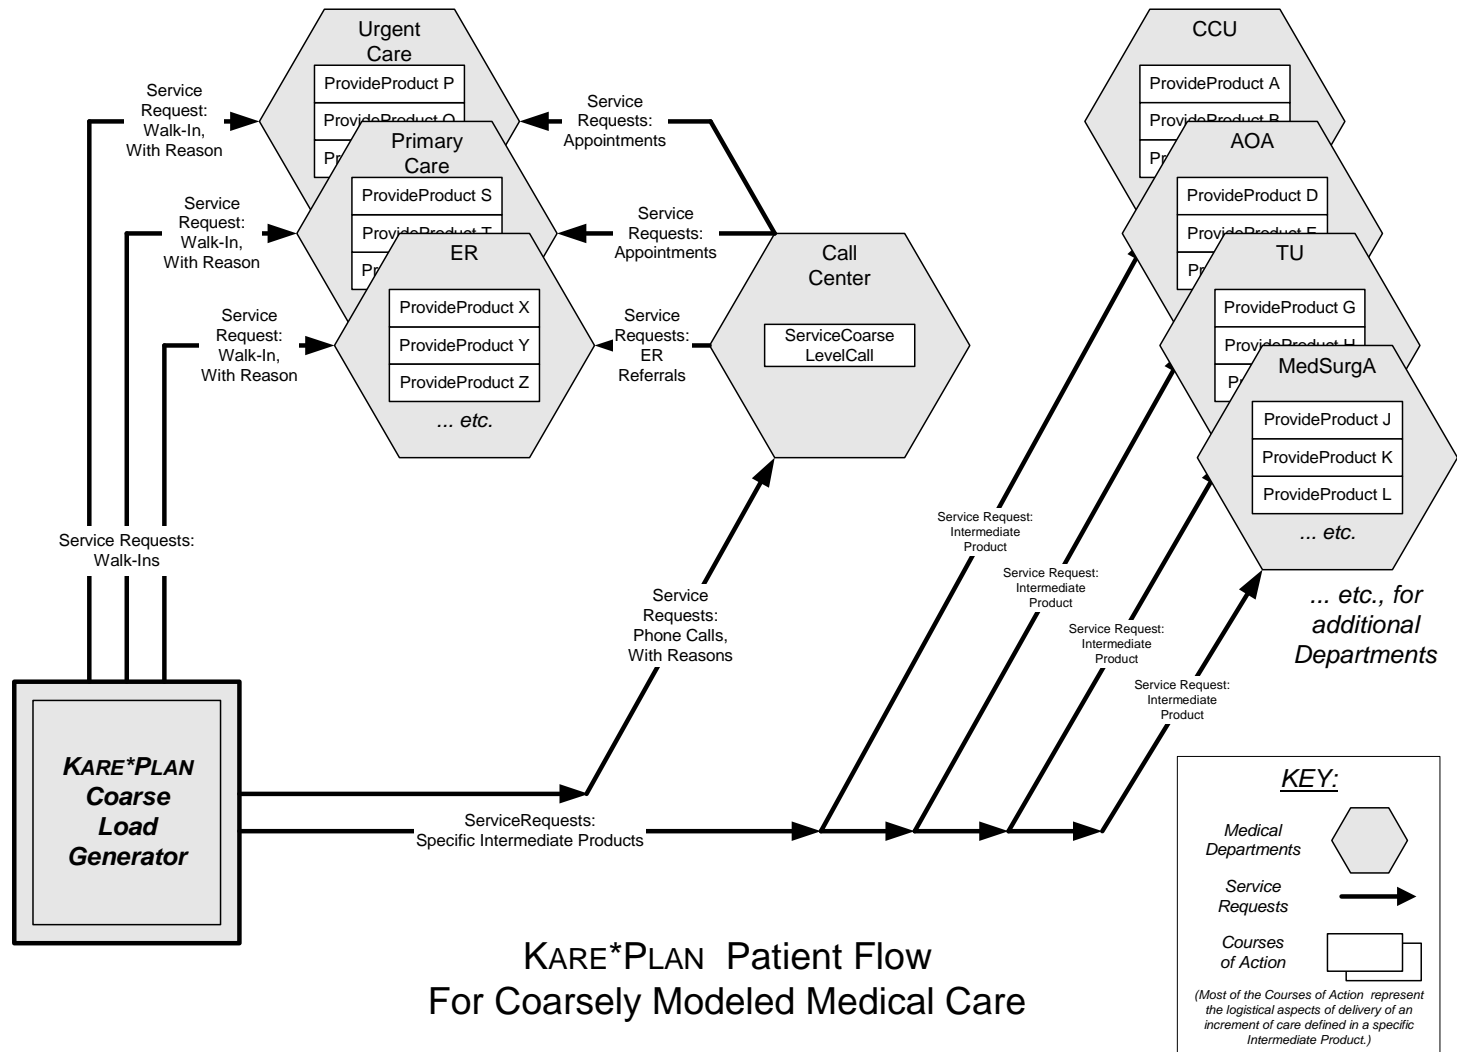 Urgent
Care
ProvideProduct P
Primary
Care
ProvideProduct S
ER
ProvideProduct X
ProvideProduct Y
ProvideProduct Z
... etc.
Service
Request:
Walk-In,
With Reason
Service
Request:
Walk-In,
With Reason
Service
Request:
Walk-In,
With Reason
Service
Requests:
Appointments
Service
Requests:
Appointments
Service
Requests:
ER
Referrals
Call
Center
ServiceCoarse
LevelCall
CCU
ProvideProduct A
ProvideProduct B
AOA
ProvideProduct D
TU
ProvideProduct G
ProvideProduct H
MedSurgA
ProvideProduct J
ProvideProduct K
ProvideProduct L
... etc.
... etc., for
additional
Departments
Service Requests:
Walk-Ins
Service
Requests:
Phone Calls,
With Reasons
Service Request:
Intermediate
Product
Service Request:
Intermediate
Product
Service Request:
Intermediate
Product
Service Request:
Intermediate
Product
KARE*PLAN
Coarse
Load
Generator
ServiceRequests:
Specific Intermediate Products
KARE*PLAN Patient Flow
For Coarsely Modeled Medical Care
KEY:
Medical
Departments
Service
Requests
Courses
of Action
(Most of the Courses of Action represent
the logistical aspects of delivery of an
increment of care defined in a specific
Intermediate Product.)